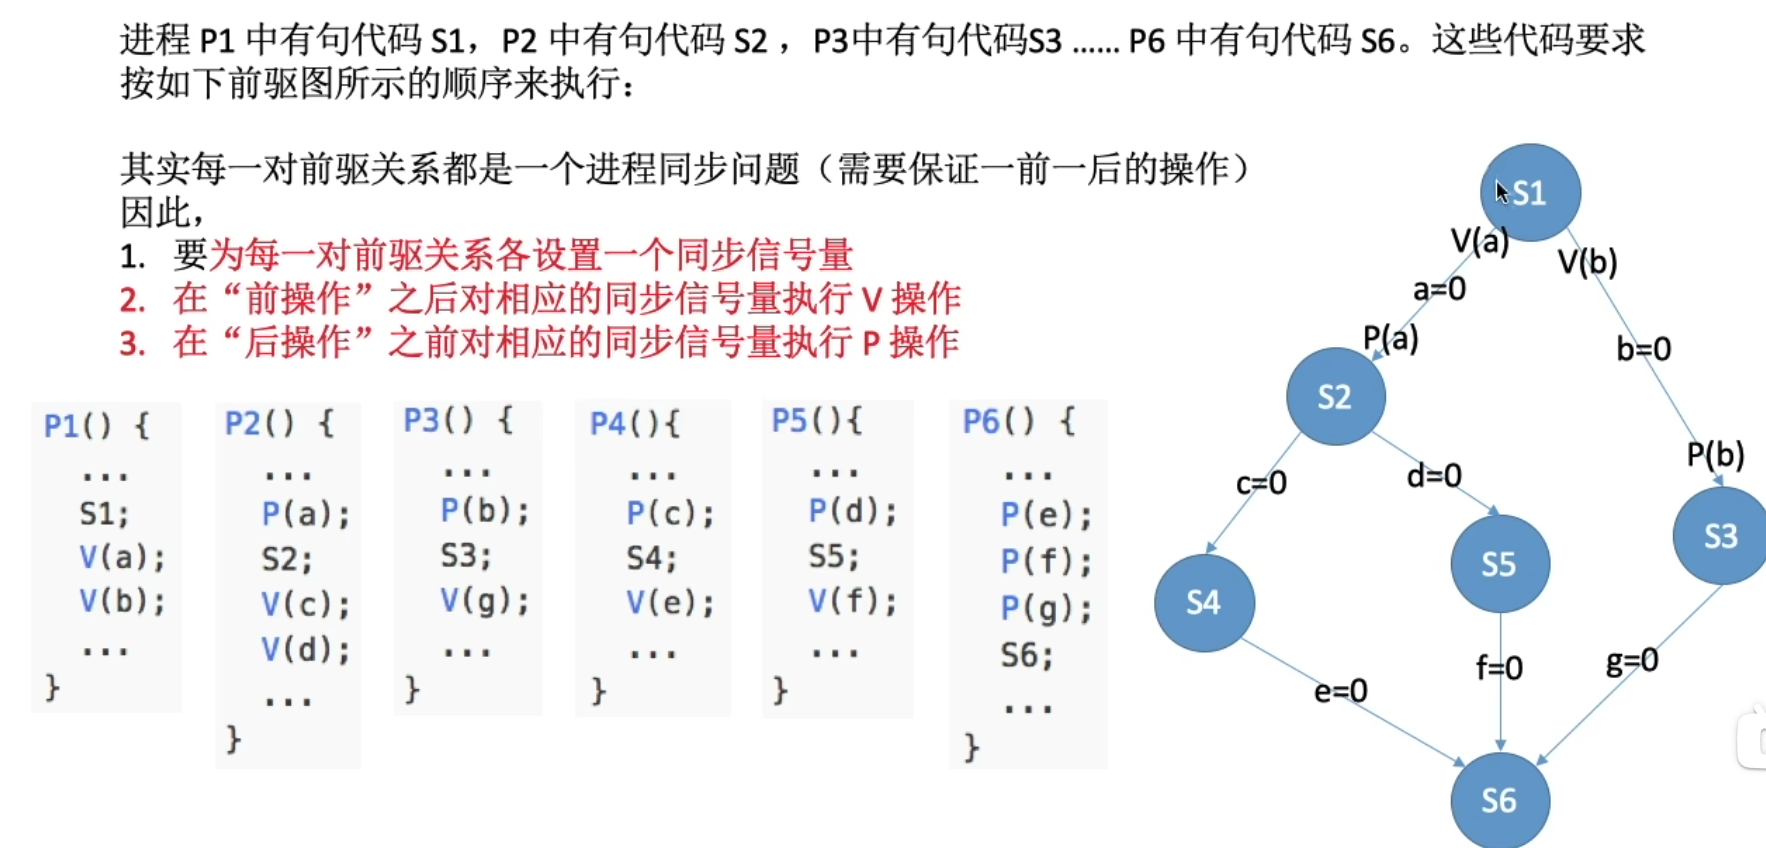 进程 P1 中有句代码 S1，P2 中有句代码 S2 ，P3中有句代码S3 …… P6 中有句代码 S6。这些代码要求
按如下前驱图所示的顺序来执行：
其实每一对前驱关系都是一个进程同步问题（需要保证一前一后的操作）
因此，
1. 要为每一对前驱关系各设置一个同步信号量
2. 在“前操作”之后对相应的同步信号量执行 V 操作
3. 在“后操作”之前对相应的同步信号量执行 P 操作
P1() {
...
S1;
V(a);
V(b);
...
}
P2() {
...
P(a);
S2;
V(c);
V(d);
...
}
P3() {
...
P(b);
S3;
V(g);
...
}
P4(){
...
P(c);
S4;
V(e);
...
}
P5(){
...
P(d);
S5;
V(f);
...
}
P6() {
...
P(e);
P(f);
P(g);
S6;
...
}
S1
V(a)
V(b)
a=0
P(a)
b=0
S2
P(b)
c=0
d=0
S3
S5
S4
f=0
g=0
e=0
S6